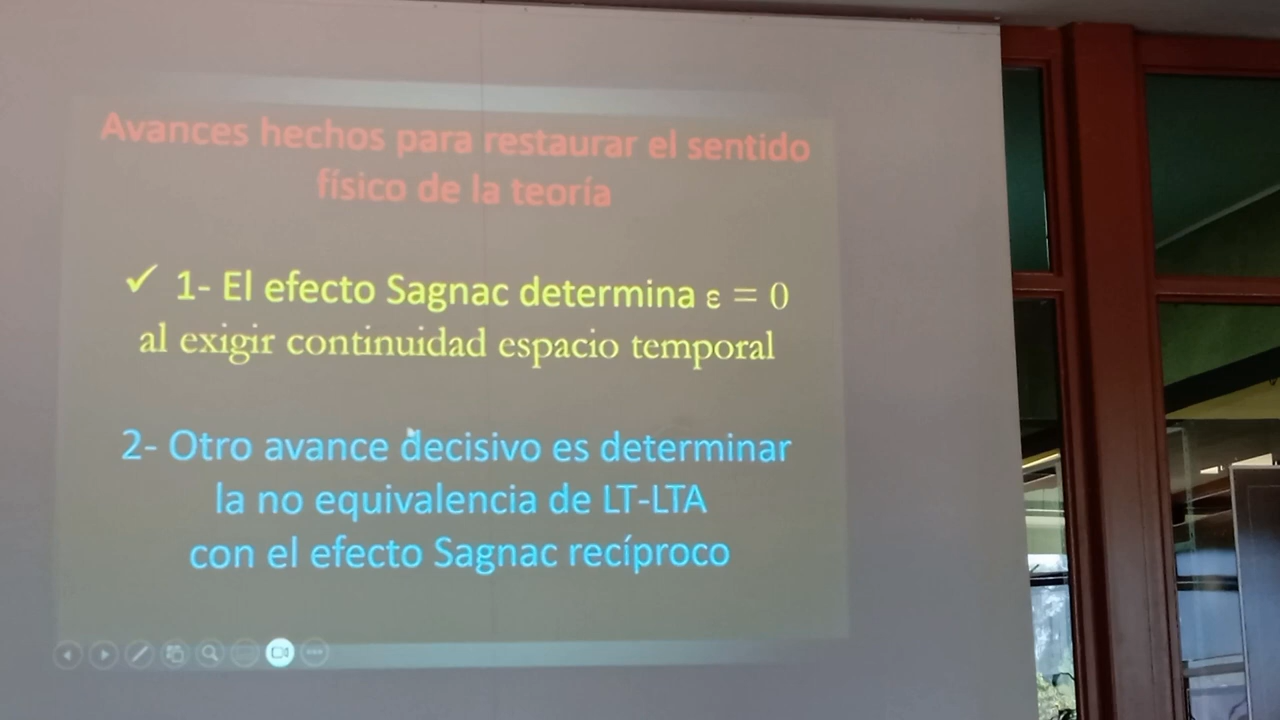 Avances hechos para restaurar el sentido
físico de la teoría
✓ 1- El efecto Sagnac determina ε = 0
al exigir continuidad espacio temporal
2- Otro avance decisivo es determinar
la no equivalencia de LT-LTA
con el efecto Sagnac recíproco